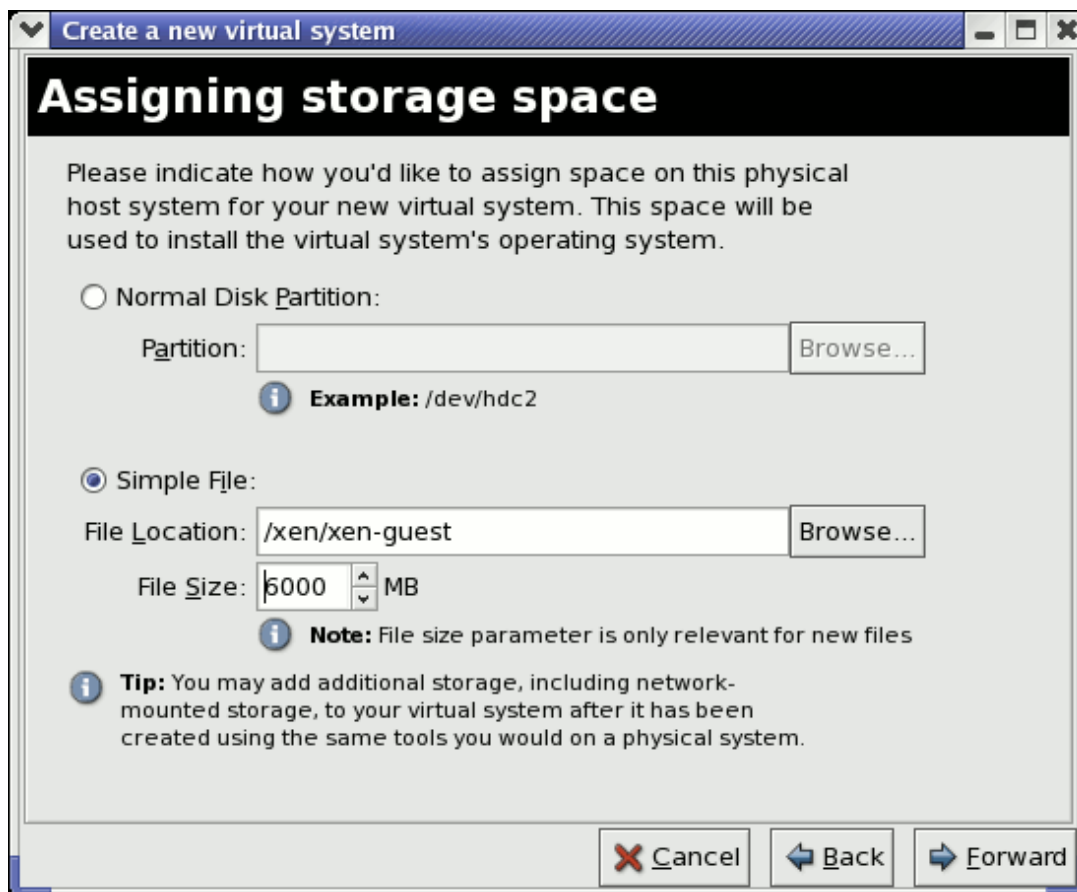 Create a new virtual system
Assigning storage space
Please indicate how you'd like to assign space on this physical
host system for your new virtual system. This space will be
used to install the virtual system's operating system.
Normal Disk Partition:
Partition: Browse...
Example: /dev/hdc2
Simple File:
File Location: /xen/xen-guest Browse...
File Size: 6000 MB
Note: File size parameter is only relevant for new files
Tip: You may add additional storage, including network-
mounted storage, to your virtual system after it has been
created using the same tools you would on a physical system.
Cancel Back Forward